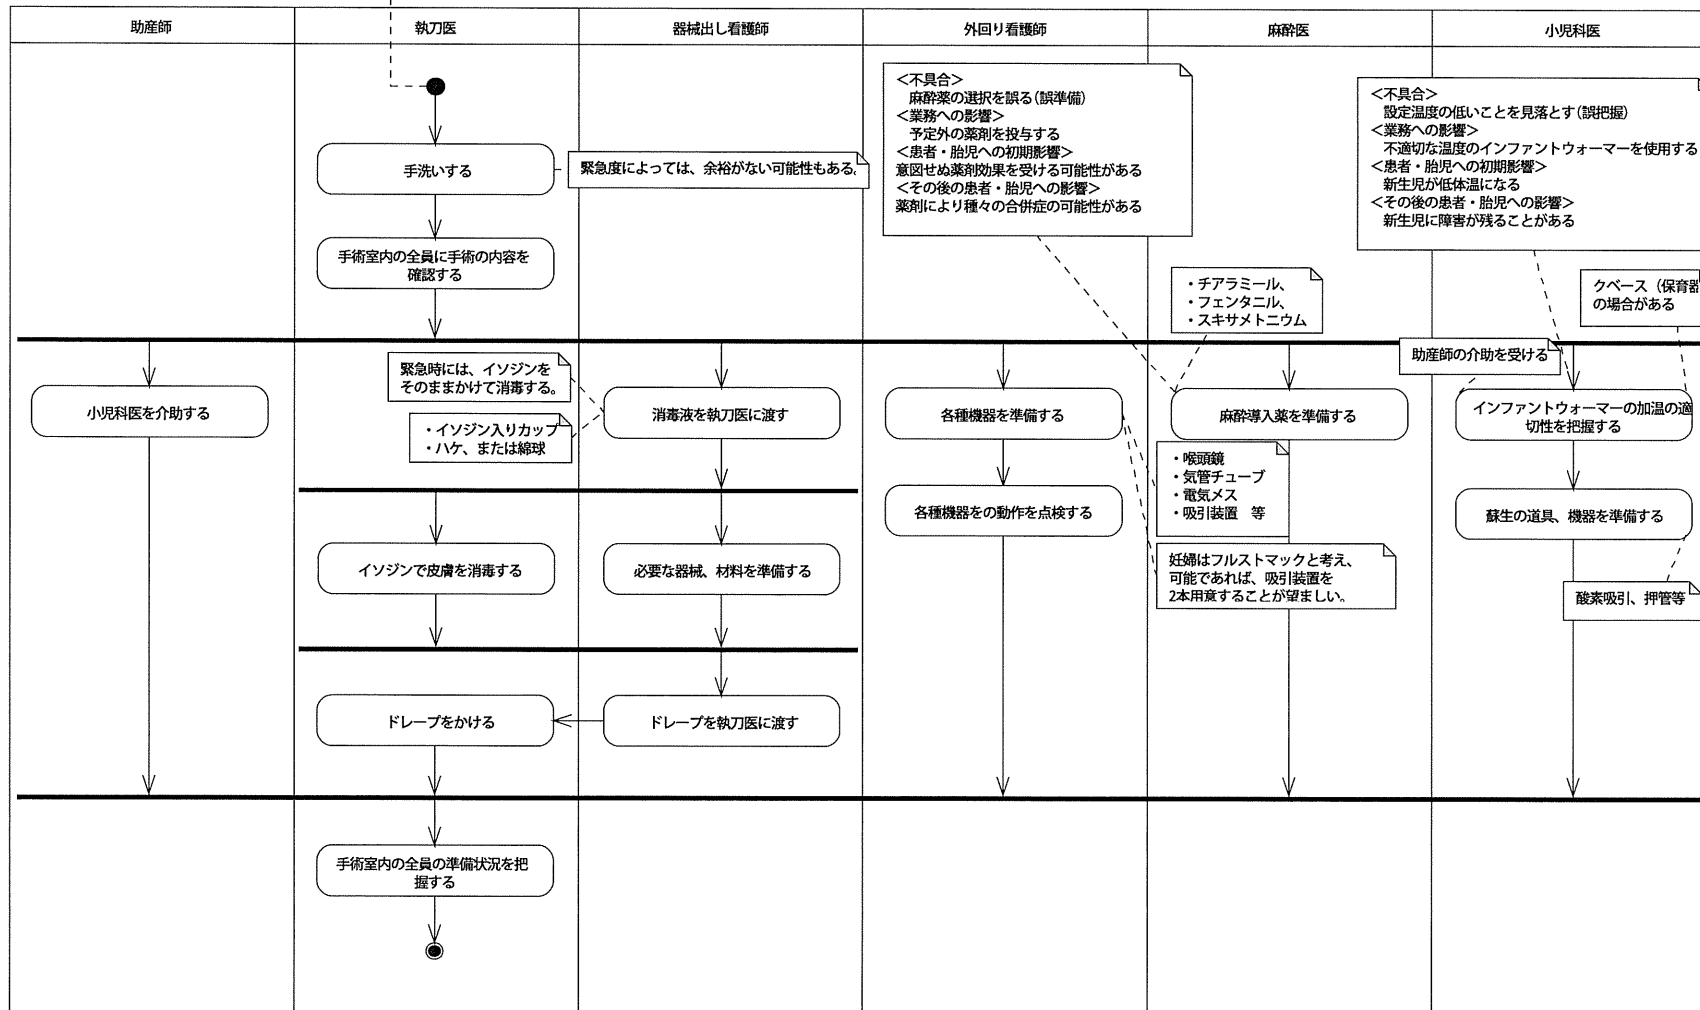 助産師
執刀医
器械出し看護師
外回り看護師
麻酔医
小児科医
＜不具合＞
麻酔薬の選択を誤る（誤準備）
＜業務への影響＞
予定外の薬剤を投与する
＜患者・胎児への初期影響＞
意図せぬ薬剤効果を受ける可能性がある
＜その後の患者・胎児への影響＞
薬剤により種々の合併症の可能性がある
＜不具合＞
設定温度の低いことを見落とす（誤把握）
＜業務への影響＞
不適切な温度のインファントウォーマーを使用する
＜患者・胎児への初期影響＞
新生児が低体温になる
＜その後の患者・胎児への影響＞
新生児に障害が残ることがある
手洗いする
緊急度によっては、余裕がない可能性もある。
手術室内の全員に手術の内容を
確認する
・チアラミール、
・フェンタニル、
・スキサメトニウム
クベース（保育器
の場合がある
助産師の介助を受ける
緊急時には、イソジンを
そのままかけて消毒する。
・イソジン入りカップ
・ハケ、または綿球
小児科医を介助する
消毒液を執刀医に渡す
各種機器を準備する
麻酔導入薬を準備する
インファントウォーマーの加温の適
切性を把握する
・喉頭鏡
・気管チューブ
・電気メス
・吸引装置　等
各種機器をの動作を点検する
蘇生の道具、機器を準備する
イソジンで皮膚を消毒する
必要な器械、材料を準備する
妊婦はフルストマックと考え、
可能であれば、吸引装置を
2本用意することが望ましい。
酸素吸引、押管等
ドレープをかける
ドレープを執刀医に渡す
手術室内の全員の準備状況を把
握する